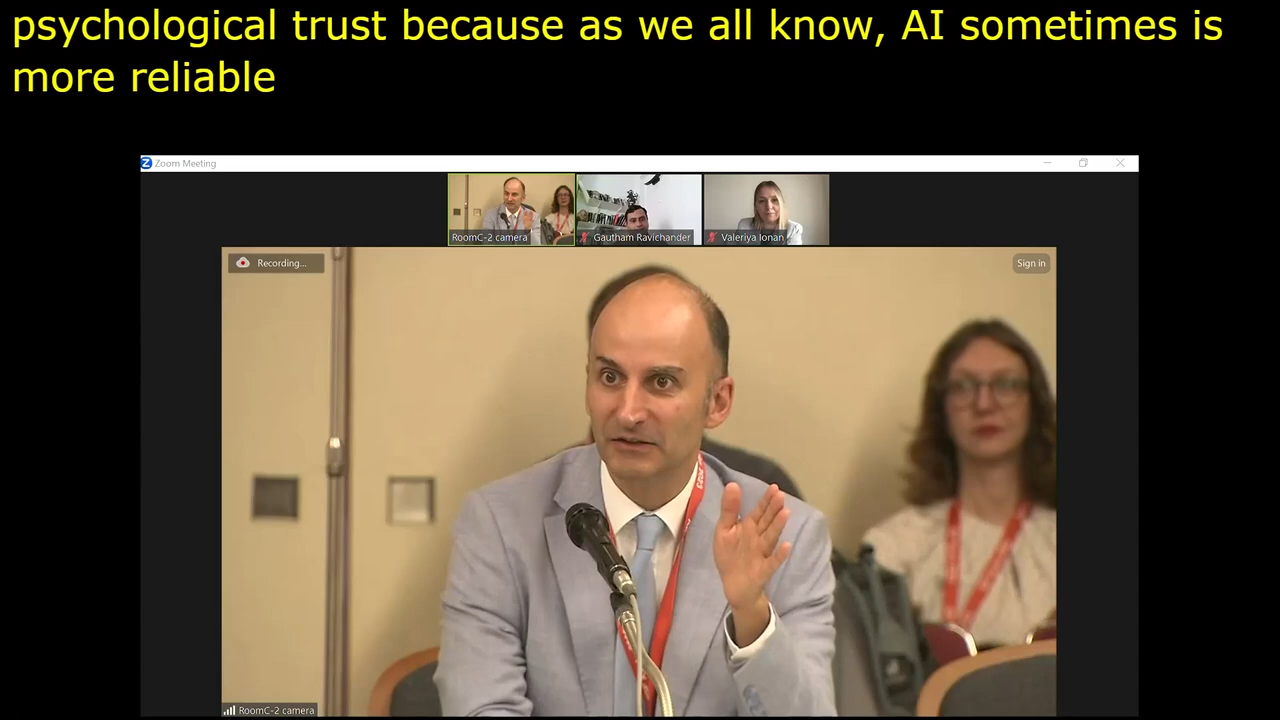 psychological trust because as we all know, AI sometimes is
more reliable
Zoom Meeting
RoomC-2 camera
Gautham Ravichander
Valeriya Ionan
Recording...
Sign in
RoomC-2 camera